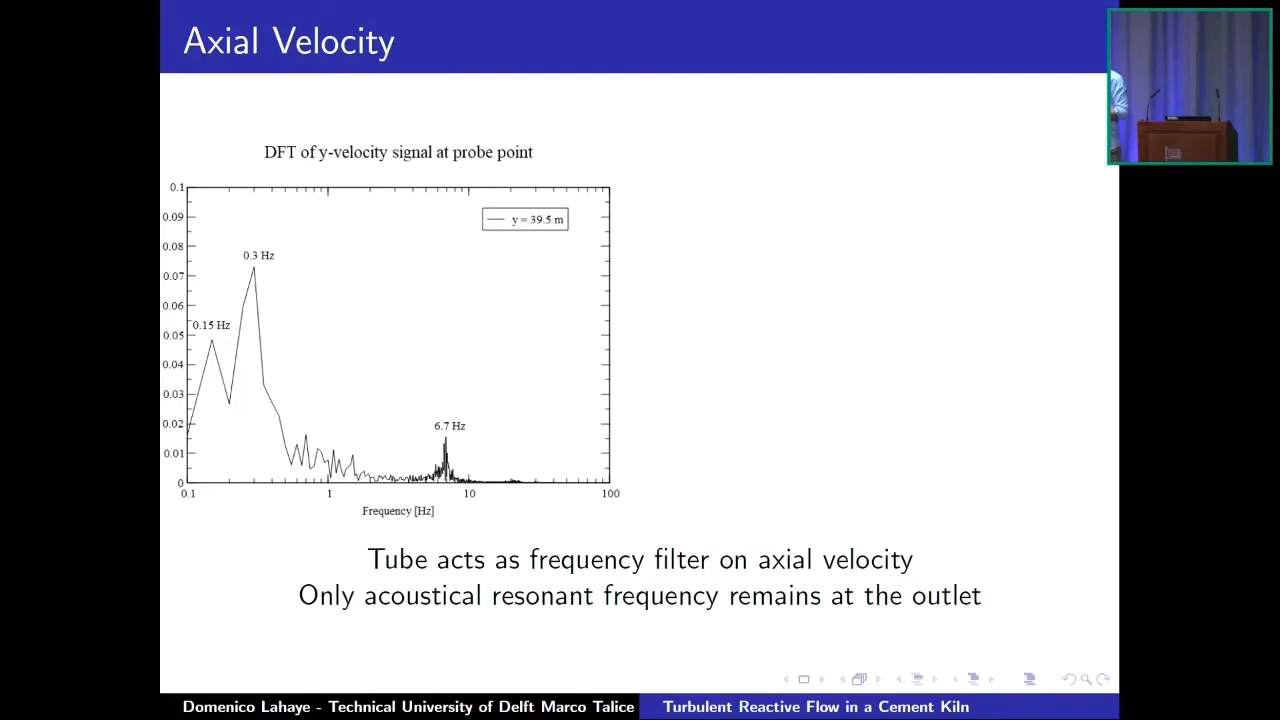 Axial Velocity
DFT of y-velocity signal at probe point
0.1
0.09
0.08
0.07
0.06
0.05
0.04
0.03
0.02
0.01
0
y = 39.5 m
0.3 Hz
0.15 Hz
6.7 Hz
0.1 1 10 100
Frequency [Hz]
Tube acts as frequency filter on axial velocity
Only acoustical resonant frequency remains at the outlet
Domenico Lahaye - Technical University of Delft Marco Talice Turbulent Reactive Flow in a Cement Kiln